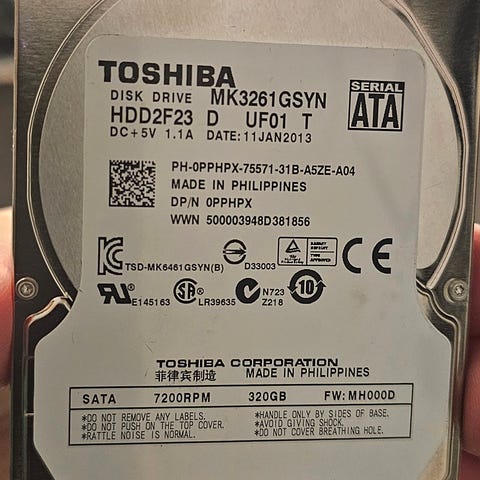 TOSHIBA
DISK DRIVE MK3261GSYN
SERIAL
ATA
HDD2F23 D UF01 T
DC+5V 1.1A DATE:11JAN2013
PH-0PPHPX-75571-31B-A5ZE-A04
MADE IN PHILIPPINES
DP/N 0PPHPX
WWN 500003948D381856
TSD-MK6461GSYN(B)
D33003
CE
E145163
LR39635
N723
Z218
10
TOSHIBA CORPORATION
菲律宾制造 MADE IN PHILIPPINES
SATA 7200RPM 320GB FW:MH000D
*DO NOT REMOVE ANY LABELS.
*DO NOT PUSH ON THE TOP COVER.
*RATTLE NOISE IS NORMAL.
*HANDLE ONLY BY SIDES OF BASE.
*AVOID GIVING SHOCK.
*DO NOT COVER BREATHING HOLE.